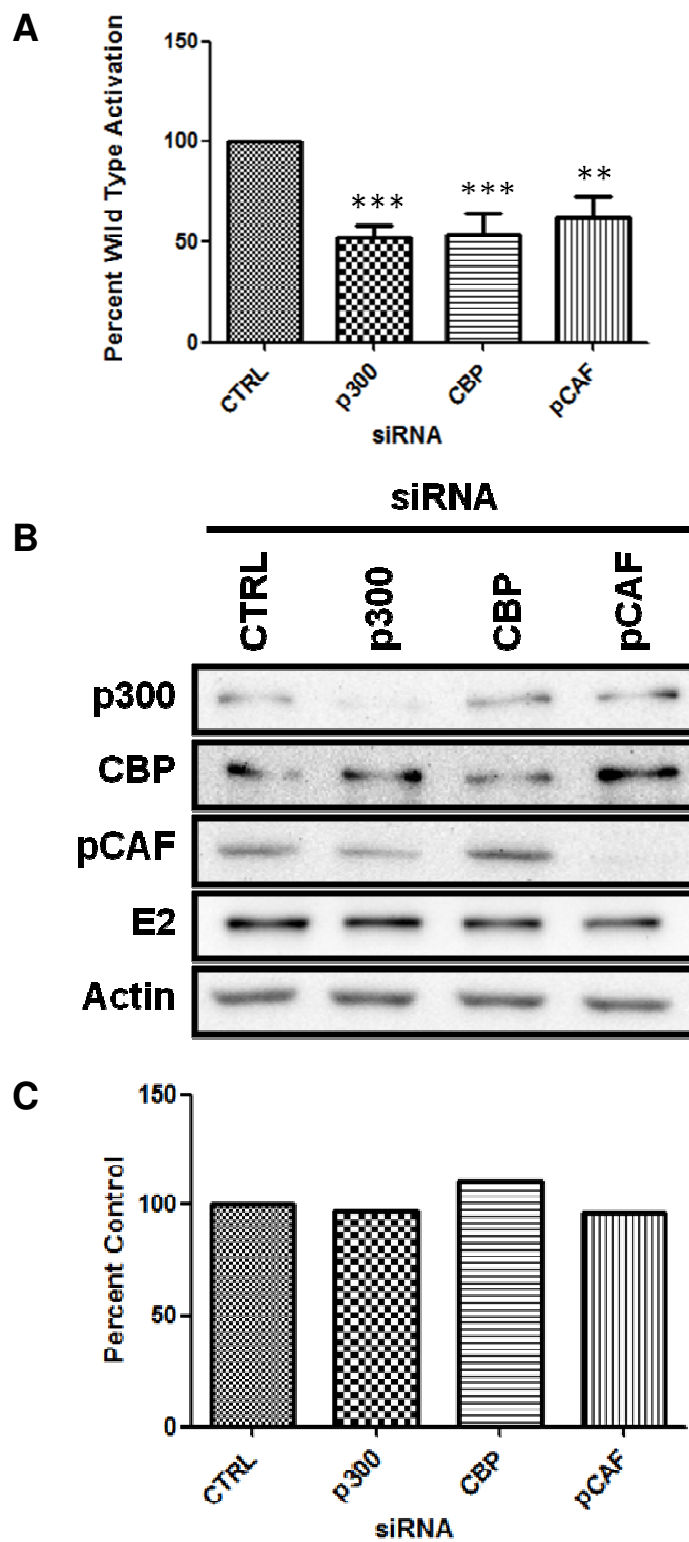 A
Percent Wild Type Activation
150
100
50
0
***
***
**
CTRL
p300
CBP
pCAF
siRNA
B
siRNA
CTRL
p300
CBP
pCAF
p300
CBP
pCAF
E2
Actin
C
Percent Control
150
100
50
0
CTRL
p300
CBP
pCAF
siRNA